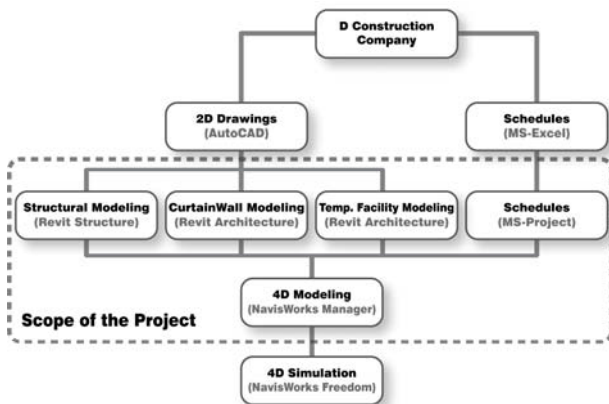 D Construction
Company
2D Drawings
(AutoCAD)
Schedules
(MS-Excel)
Structural Modeling
(Revit Structure)
CurtainWall Modeling
(Revit Architecture)
Temp. Facility Modeling
(Revit Architecture)
Schedules
(MS-Project)
4D Modeling
(NavisWorks Manager)
Scope of the Project
4D Simulation
(NavisWorks Freedom)